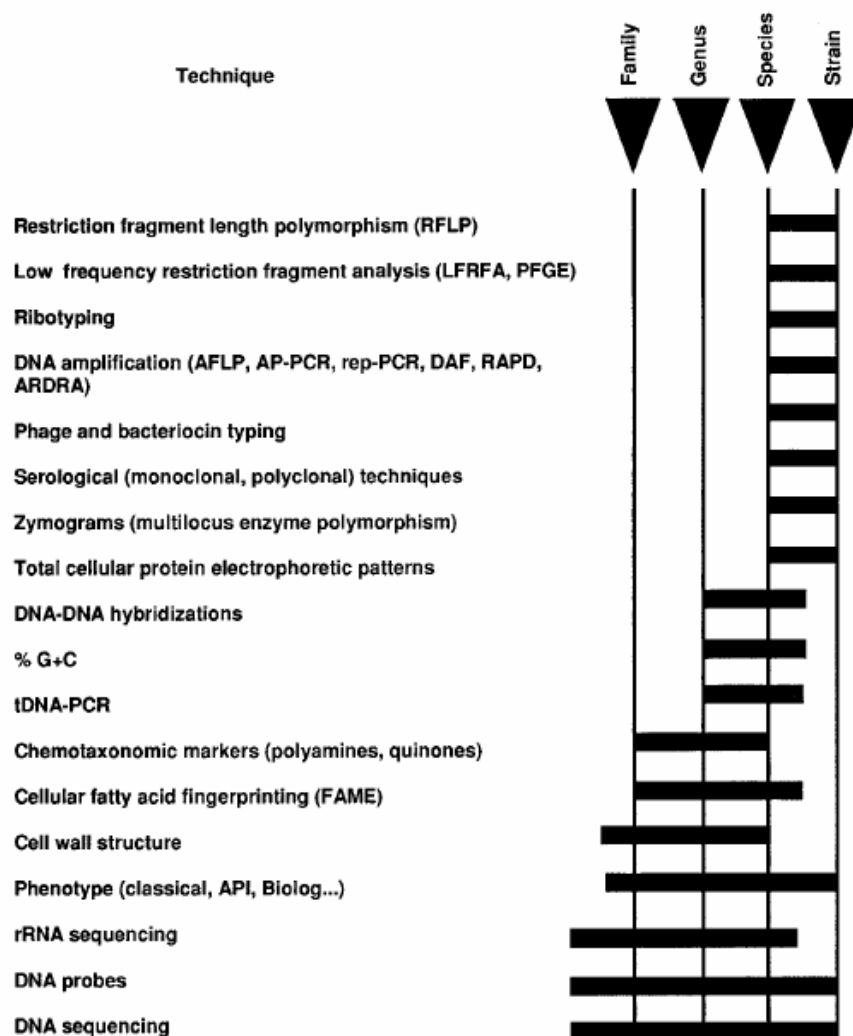 Technique
Family
Genus
Species
Strain
Restriction fragment length polymorphism (RFLP)
Low frequency restriction fragment analysis (LFRFA, PFGE)
Ribotyping
DNA amplification (AFLP, AP-PCR, rep-PCR, DAF, RAPD,
ARDRA)
Phage and bacteriocin typing
Serological (monoclonal, polyclonal) techniques
Zymograms (multilocus enzyme polymorphism)
Total cellular protein electrophoretic patterns
DNA-DNA hybridizations
% G+C
tDNA-PCR
Chemotaxonomic markers (polyamines, quinones)
Cellular fatty acid fingerprinting (FAME)
Cell wall structure
Phenotype (classical, API, Biolog...)
rRNA sequencing
DNA probes
DNA sequencing